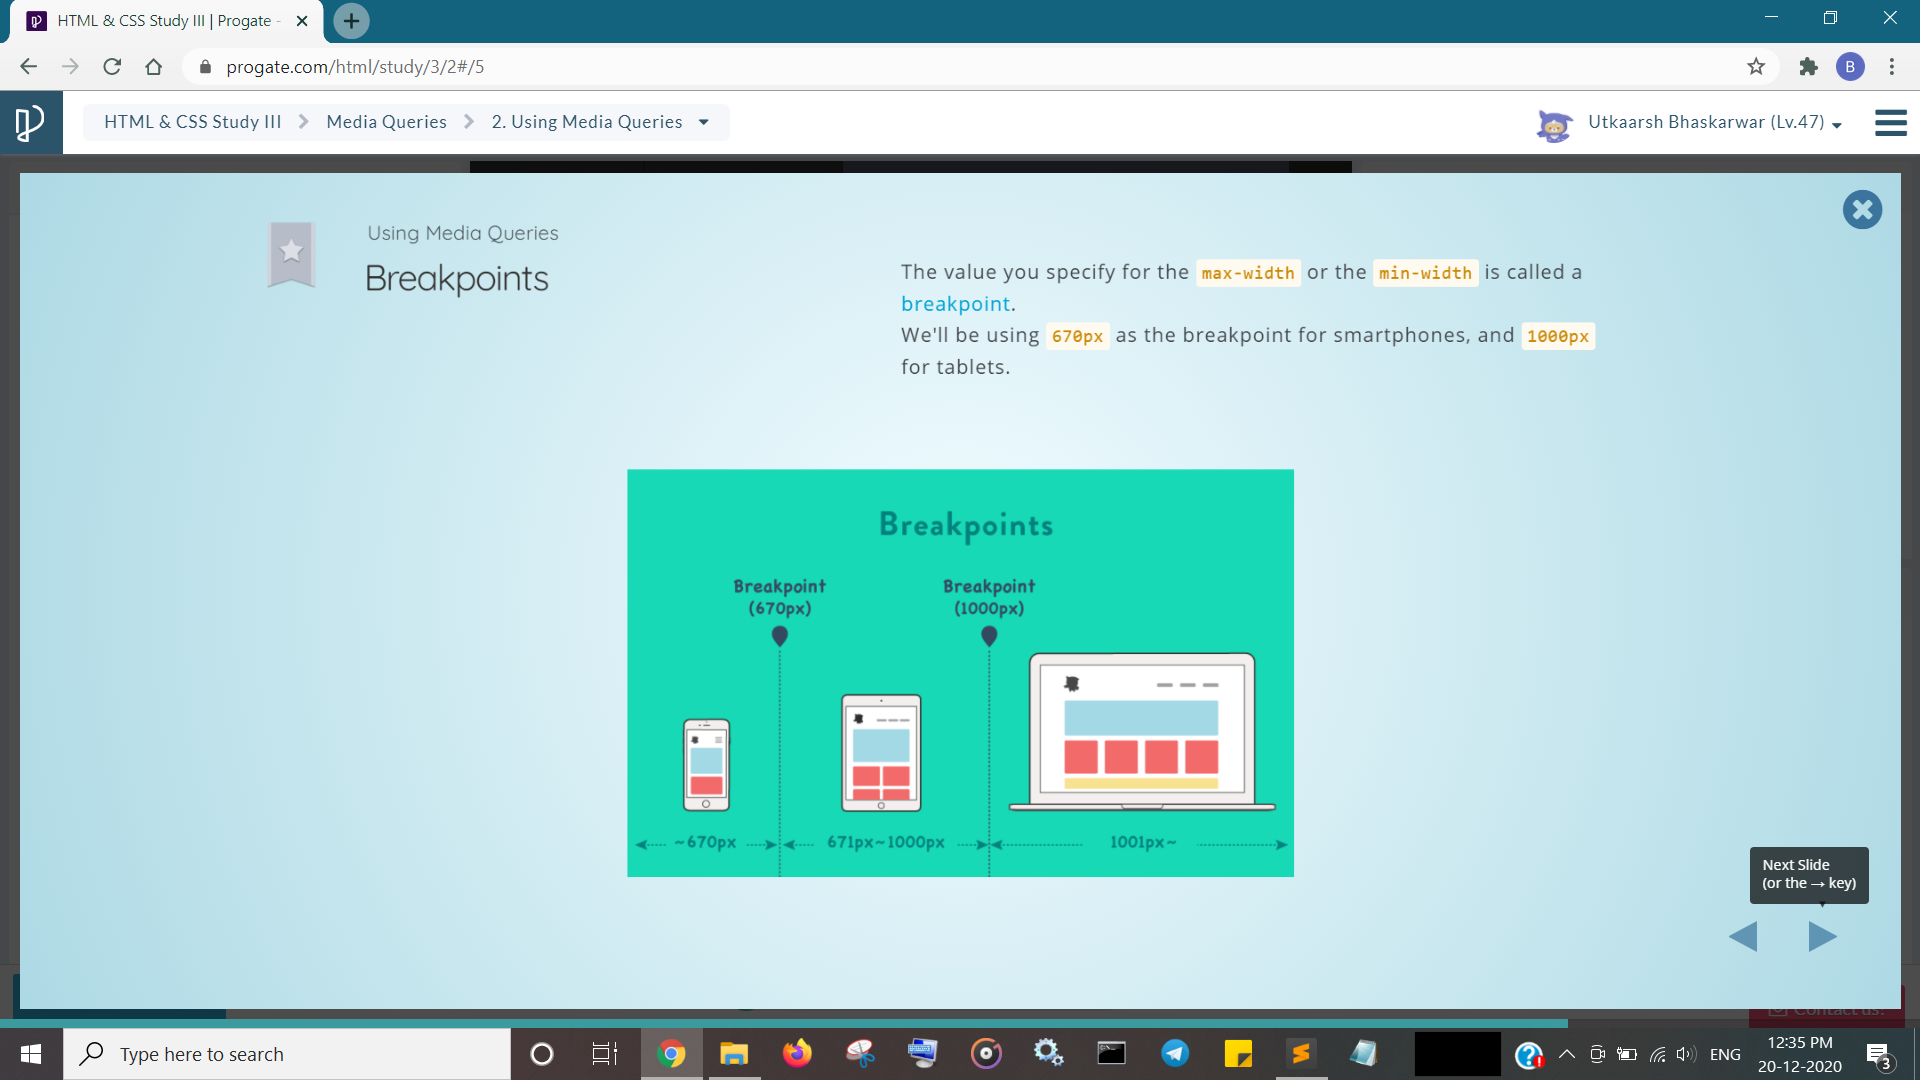 HTML & CSS Study III | Progate -
progate.com/html/study/3/2#/5
B
HTML & CSS Study III
Media Queries
2. Using Media Queries
Utkaarsh Bhaskarwar (Lv.47)
Using Media Queries
Breakpoints
The value you specify for the max-width or the min-width is called a
breakpoint.
We'll be using 670px as the breakpoint for smartphones, and 1000px
for tablets.
Breakpoints
Breakpoint
(670px)
Breakpoint
(1000px)
~670px
671px~1000px
1001px~
Next Slide
(or the → key)
Contact us!
Type here to search
ENG
12:35 PM
20-12-2020
3